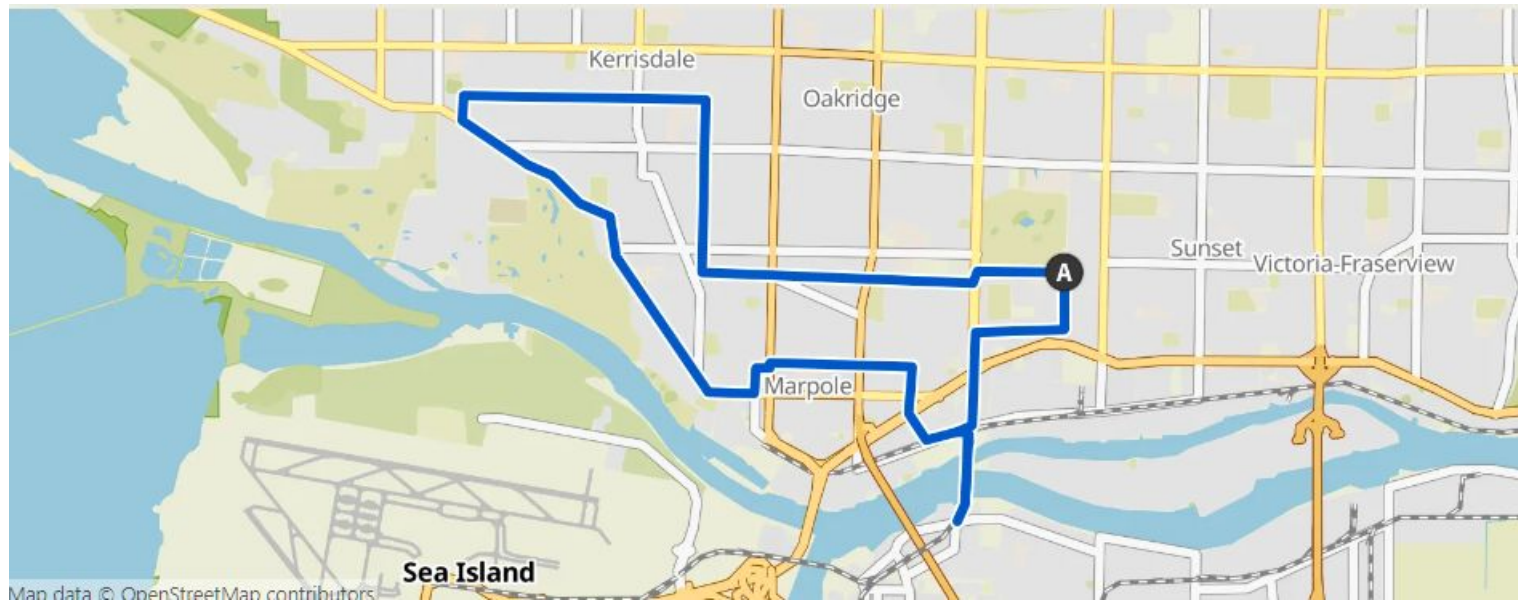 Kerrisdale
Oakridge
Sunset
Victoria-Fraserview
A
Marpole
Sea Island
Map data © OpenStreetMap contributors